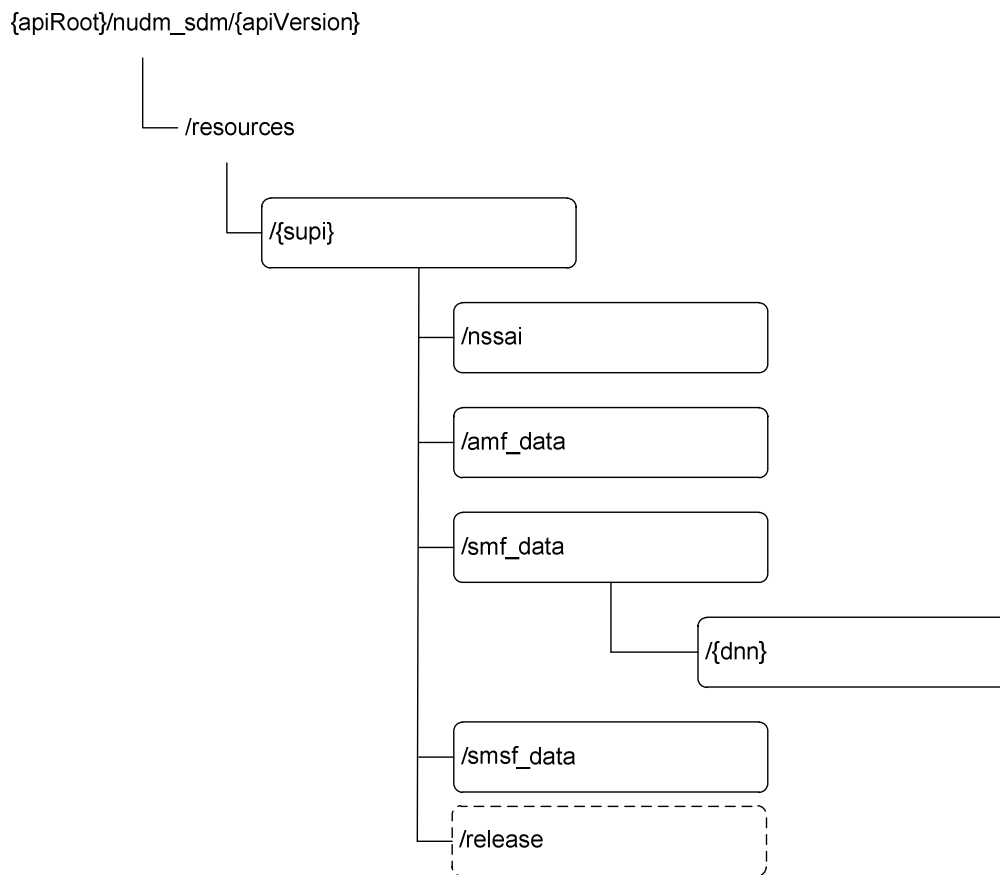 {apiRoot}/nudm_sdm/{apiVersion}
/resources
/{supi}
/nssai
/amf_data
/smf_data
/{dnn}
/smsf_data
/release